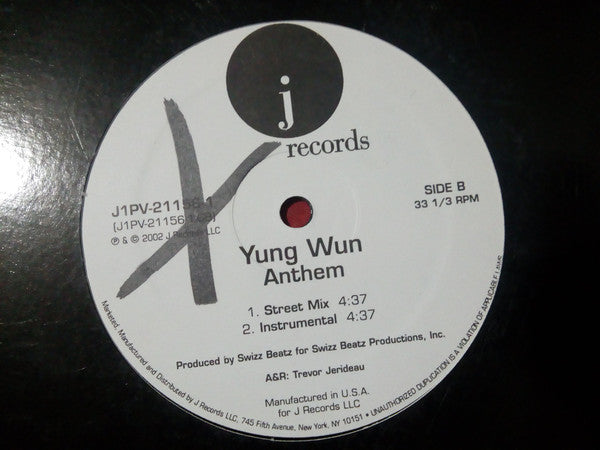 j
records
J1PV-21156-1
SIDE B
33 1/3 RPM
℗ & © 2002 J Records LLC
Yung Wun
Anthem
1. Street Mix 4:37
2. Instrumental 4:37
Produced by Swizz Beatz for Swizz Beatz Productions, Inc.
A&R: Trevor Jerideau
Manufactured in U.S.A.
for J Records LLC
Marketed, Manufactured and Distributed by J Records LLC, 745 Fifth Avenue, New York, NY 10151 • UNAUTHORIZED DUPLICATION IS A VIOLATION OF APPLICABLE LAWS